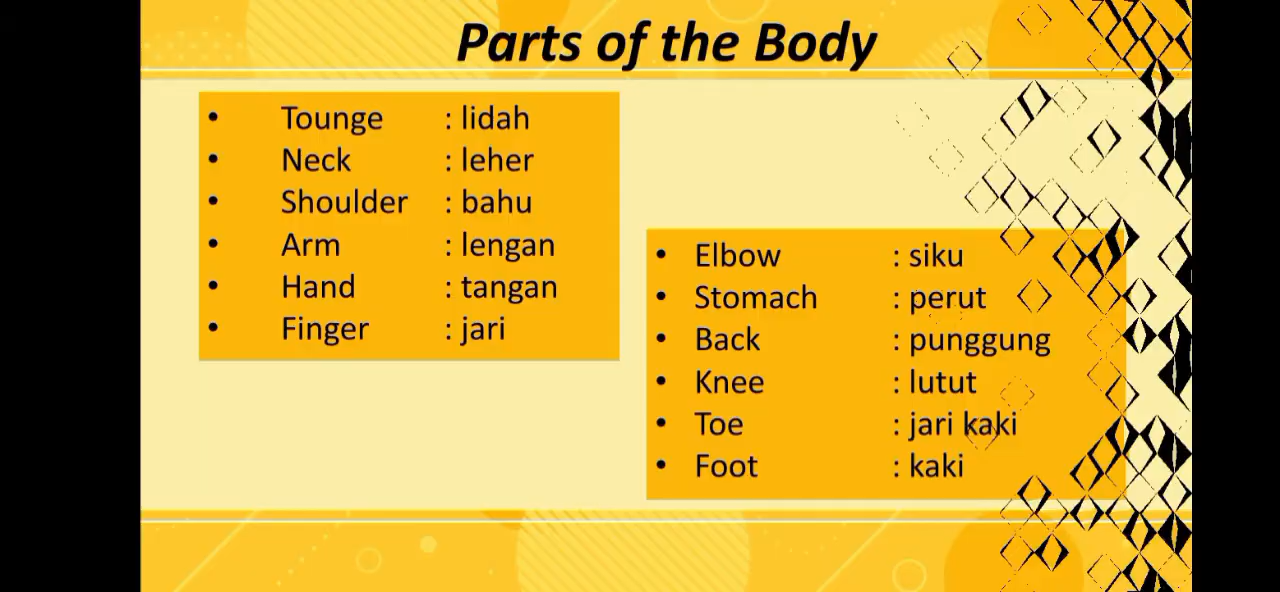 Parts of the Body
• Tounge : lidah
• Neck : leher
• Shoulder : bahu
• Arm : lengan
• Hand : tangan
• Finger : jari
• Elbow : siku
• Stomach : perut
• Back : punggung
• Knee : lutut
• Toe : jari kaki
• Foot : kaki